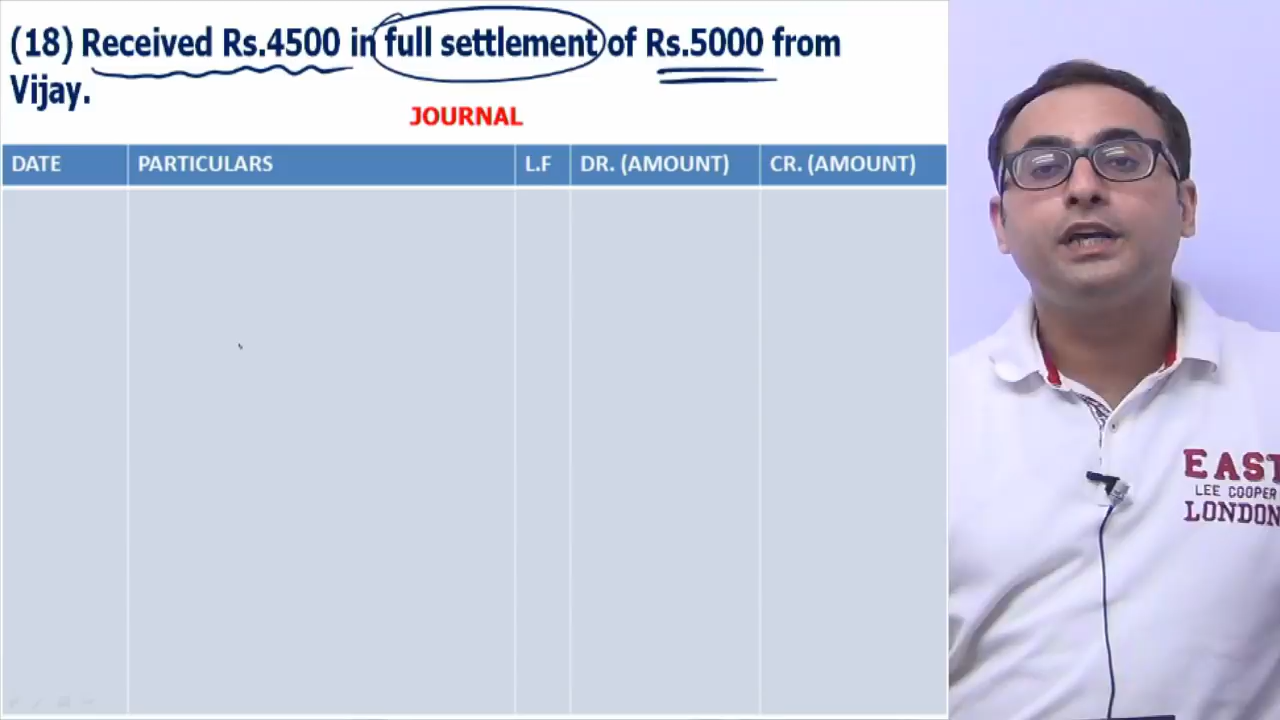 (18) Received Rs.4500 in full settlement of Rs.5000 from
Vijay.
JOURNAL
DATE PARTICULARS L.F DR. (AMOUNT) CR. (AMOUNT)
EAST
LEE COOPER
LONDON